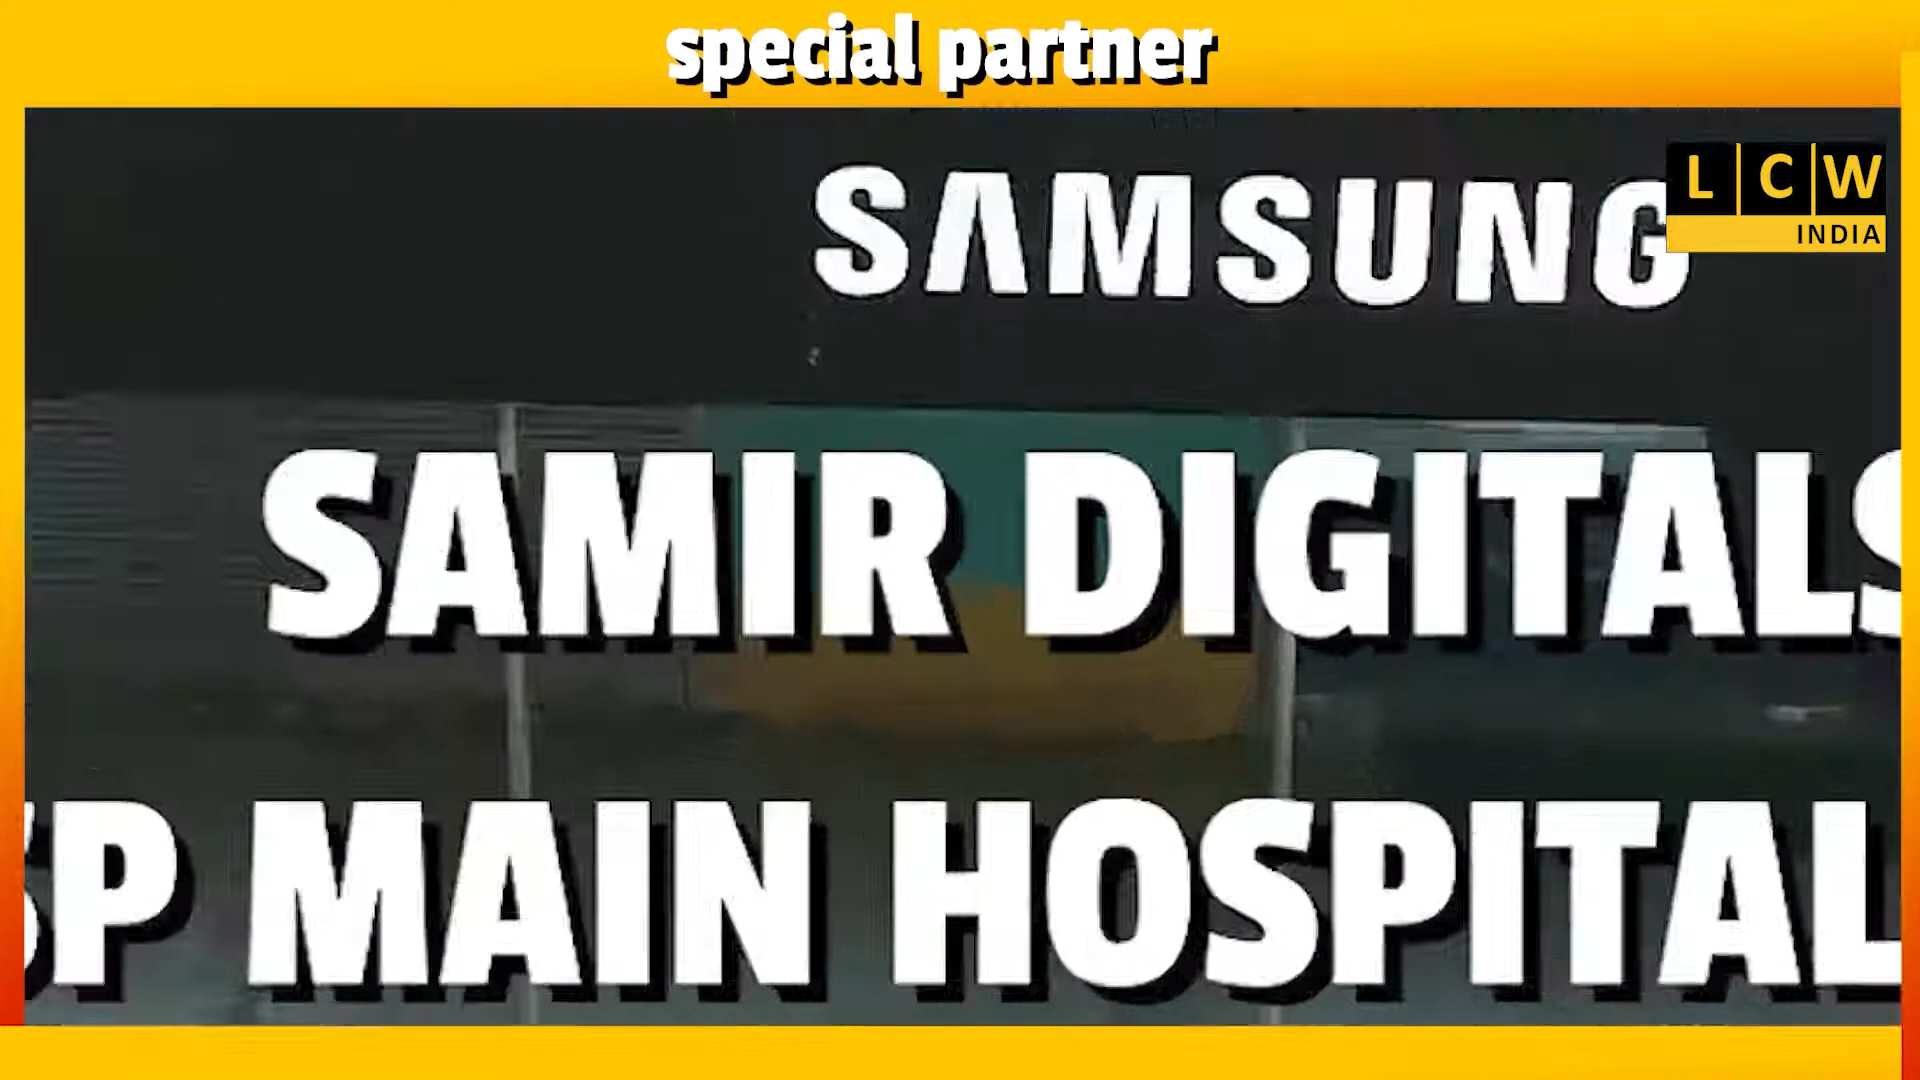 special partner
SAMSUNG
L C W
INDIA
SAMIR DIGITALS
MAIN HOSPITAL